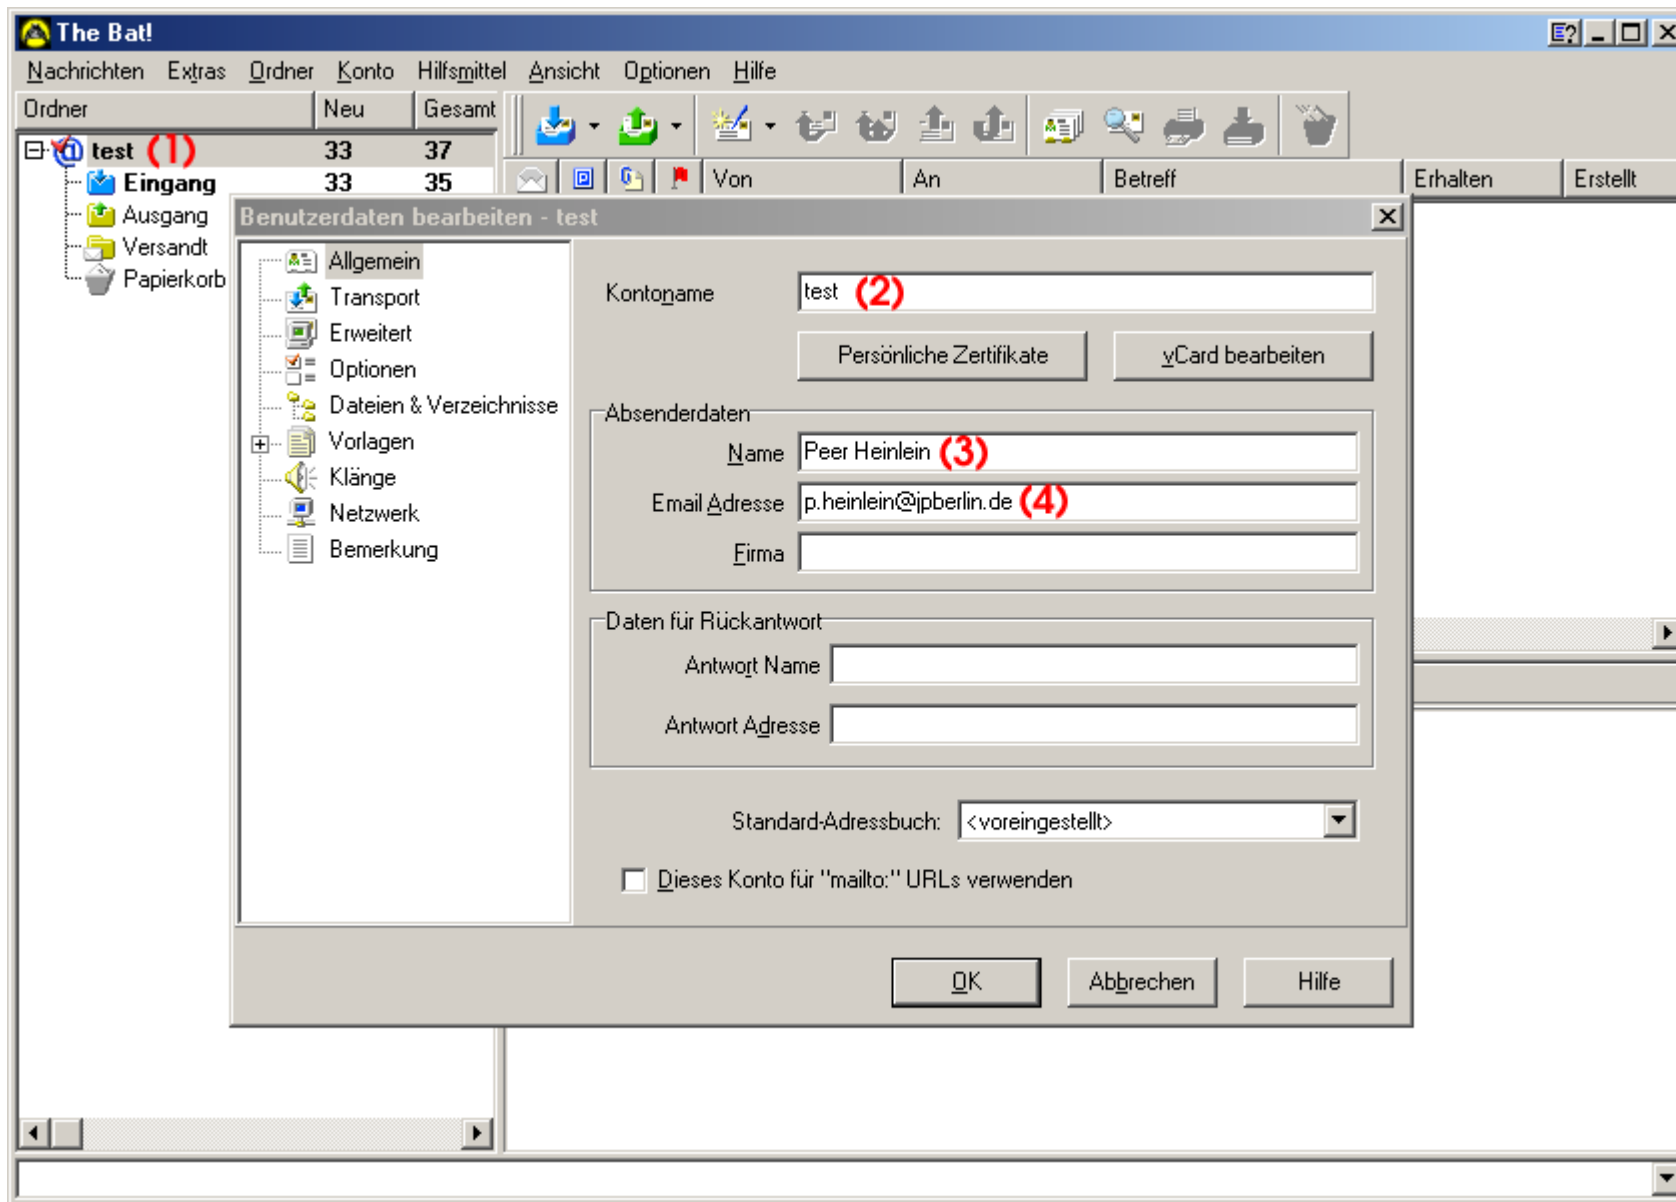 The Bat!
Nachrichten Extras Ordner Konto Hilfsmittel Ansicht Optionen Hilfe
Ordner Neu Gesamt
test (1) 33 37
Eingang 33 35
Ausgang
Versandt
Papierkorb
Von An Betreff Erhalten Erstellt
Benutzerdaten bearbeiten - test
Allgemein
Transport
Erweitert
Optionen
Dateien & Verzeichnisse
Vorlagen
Klänge
Netzwerk
Bemerkung
Kontoname test (2)
Persönliche Zertifikate vCard bearbeiten
Absenderdaten
Name Peer Heinlein (3)
Email Adresse p.heinlein@jpberlin.de (4)
Firma
Daten für Rückantwort
Antwort Name
Antwort Adresse
Standard-Adressbuch: <voreingestellt>
Dieses Konto für "mailto:" URLs verwenden
OK Abbrechen Hilfe